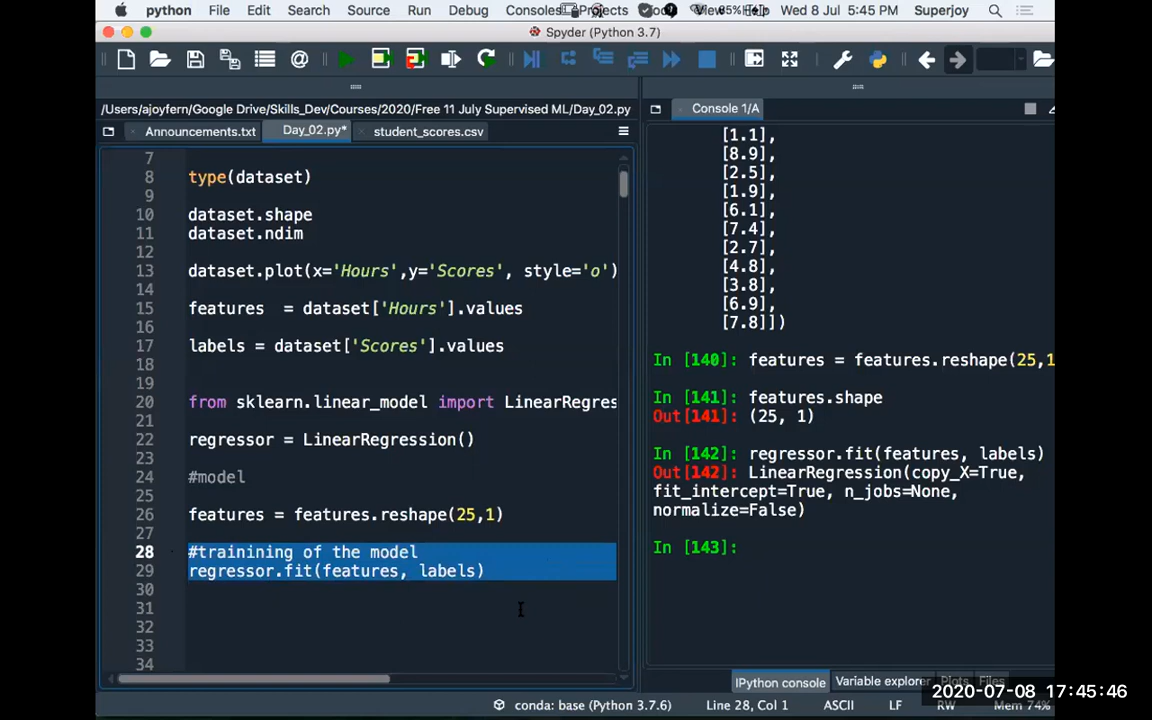 python File Edit Search Source Run Debug Consoles Projects 85% Wed 8 Jul 5:45 PM Superjoy
Spyder (Python 3.7)
/Users/ajoyfern/Google Drive/Skills_Dev/Courses/2020/Free 11 July Supervised ML/Day_02.py
Console 1/A
Announcements.txt Day_02.py* student_scores.csv
7
8 type(dataset)
9
10 dataset.shape
11 dataset.ndim
12
13 dataset.plot(x='Hours',y='Scores', style='o')
14
15 features = dataset['Hours'].values
16
17 labels = dataset['Scores'].values
18
19
20 from sklearn.linear_model import LinearRegres
21
22 regressor = LinearRegression()
23
24 #model
25
26 features = features.reshape(25,1)
27
28 #trainining of the model
29 regressor.fit(features, labels)
30
31
32
33
34
[1.1],
[8.9],
[2.5],
[1.9],
[6.1],
[7.4],
[2.7],
[4.8],
[3.8],
[6.9],
[7.8]])
In [140]: features = features.reshape(25,1
In [141]: features.shape
Out[141]: (25, 1)
In [142]: regressor.fit(features, labels)
Out[142]: LinearRegression(copy_X=True,
fit_intercept=True, n_jobs=None,
normalize=False)
In [143]:
IPython console Variable explorer Plots Files
2020-07-08 17:45:46
conda: base (Python 3.7.6) Line 28, Col 1 ASCII LF RW Mem 74%